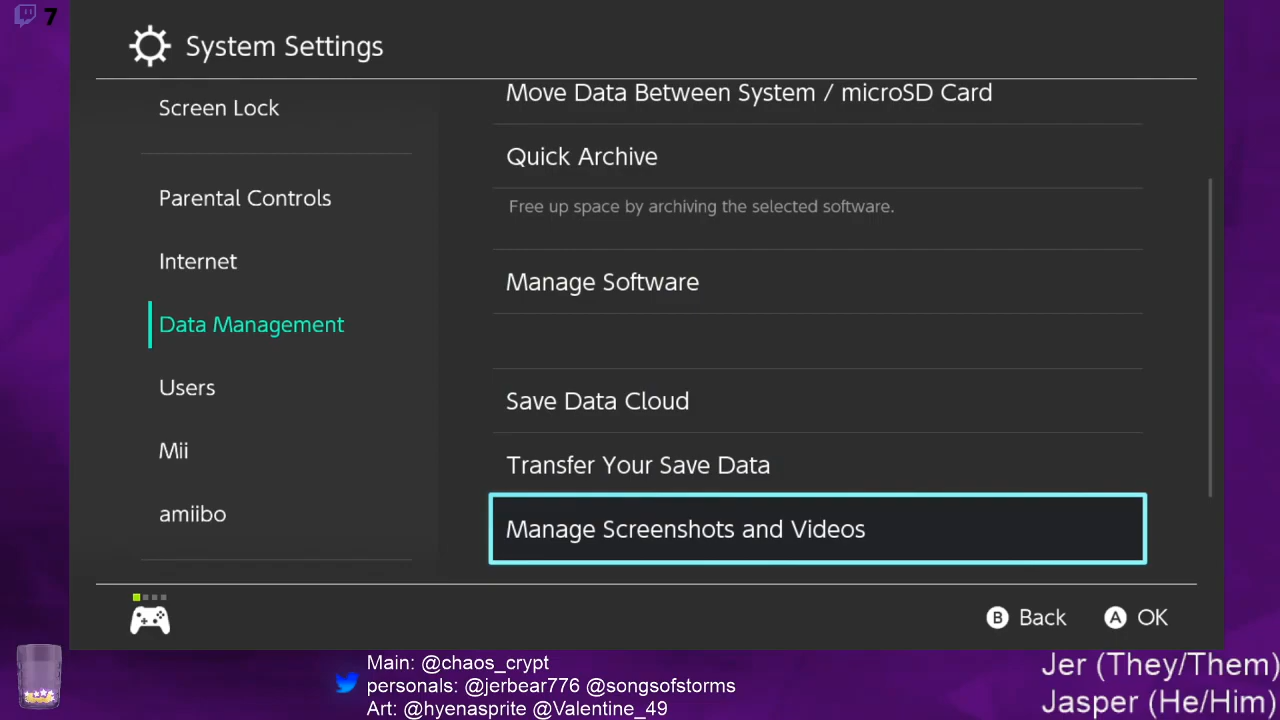 7
System Settings
Screen Lock
Parental Controls
Internet
Data Management
Users
Mii
amiibo
Move Data Between System / microSD Card
Quick Archive
Free up space by archiving the selected software.
Manage Software
Save Data Cloud
Transfer Your Save Data
Manage Screenshots and Videos
B Back A OK
Main: @chaos_crypt
personals: @jerbear776 @songsofstorms
Art: @hyenasprite @Valentine_49
Jer (They/Them)
Jasper (He/Him)